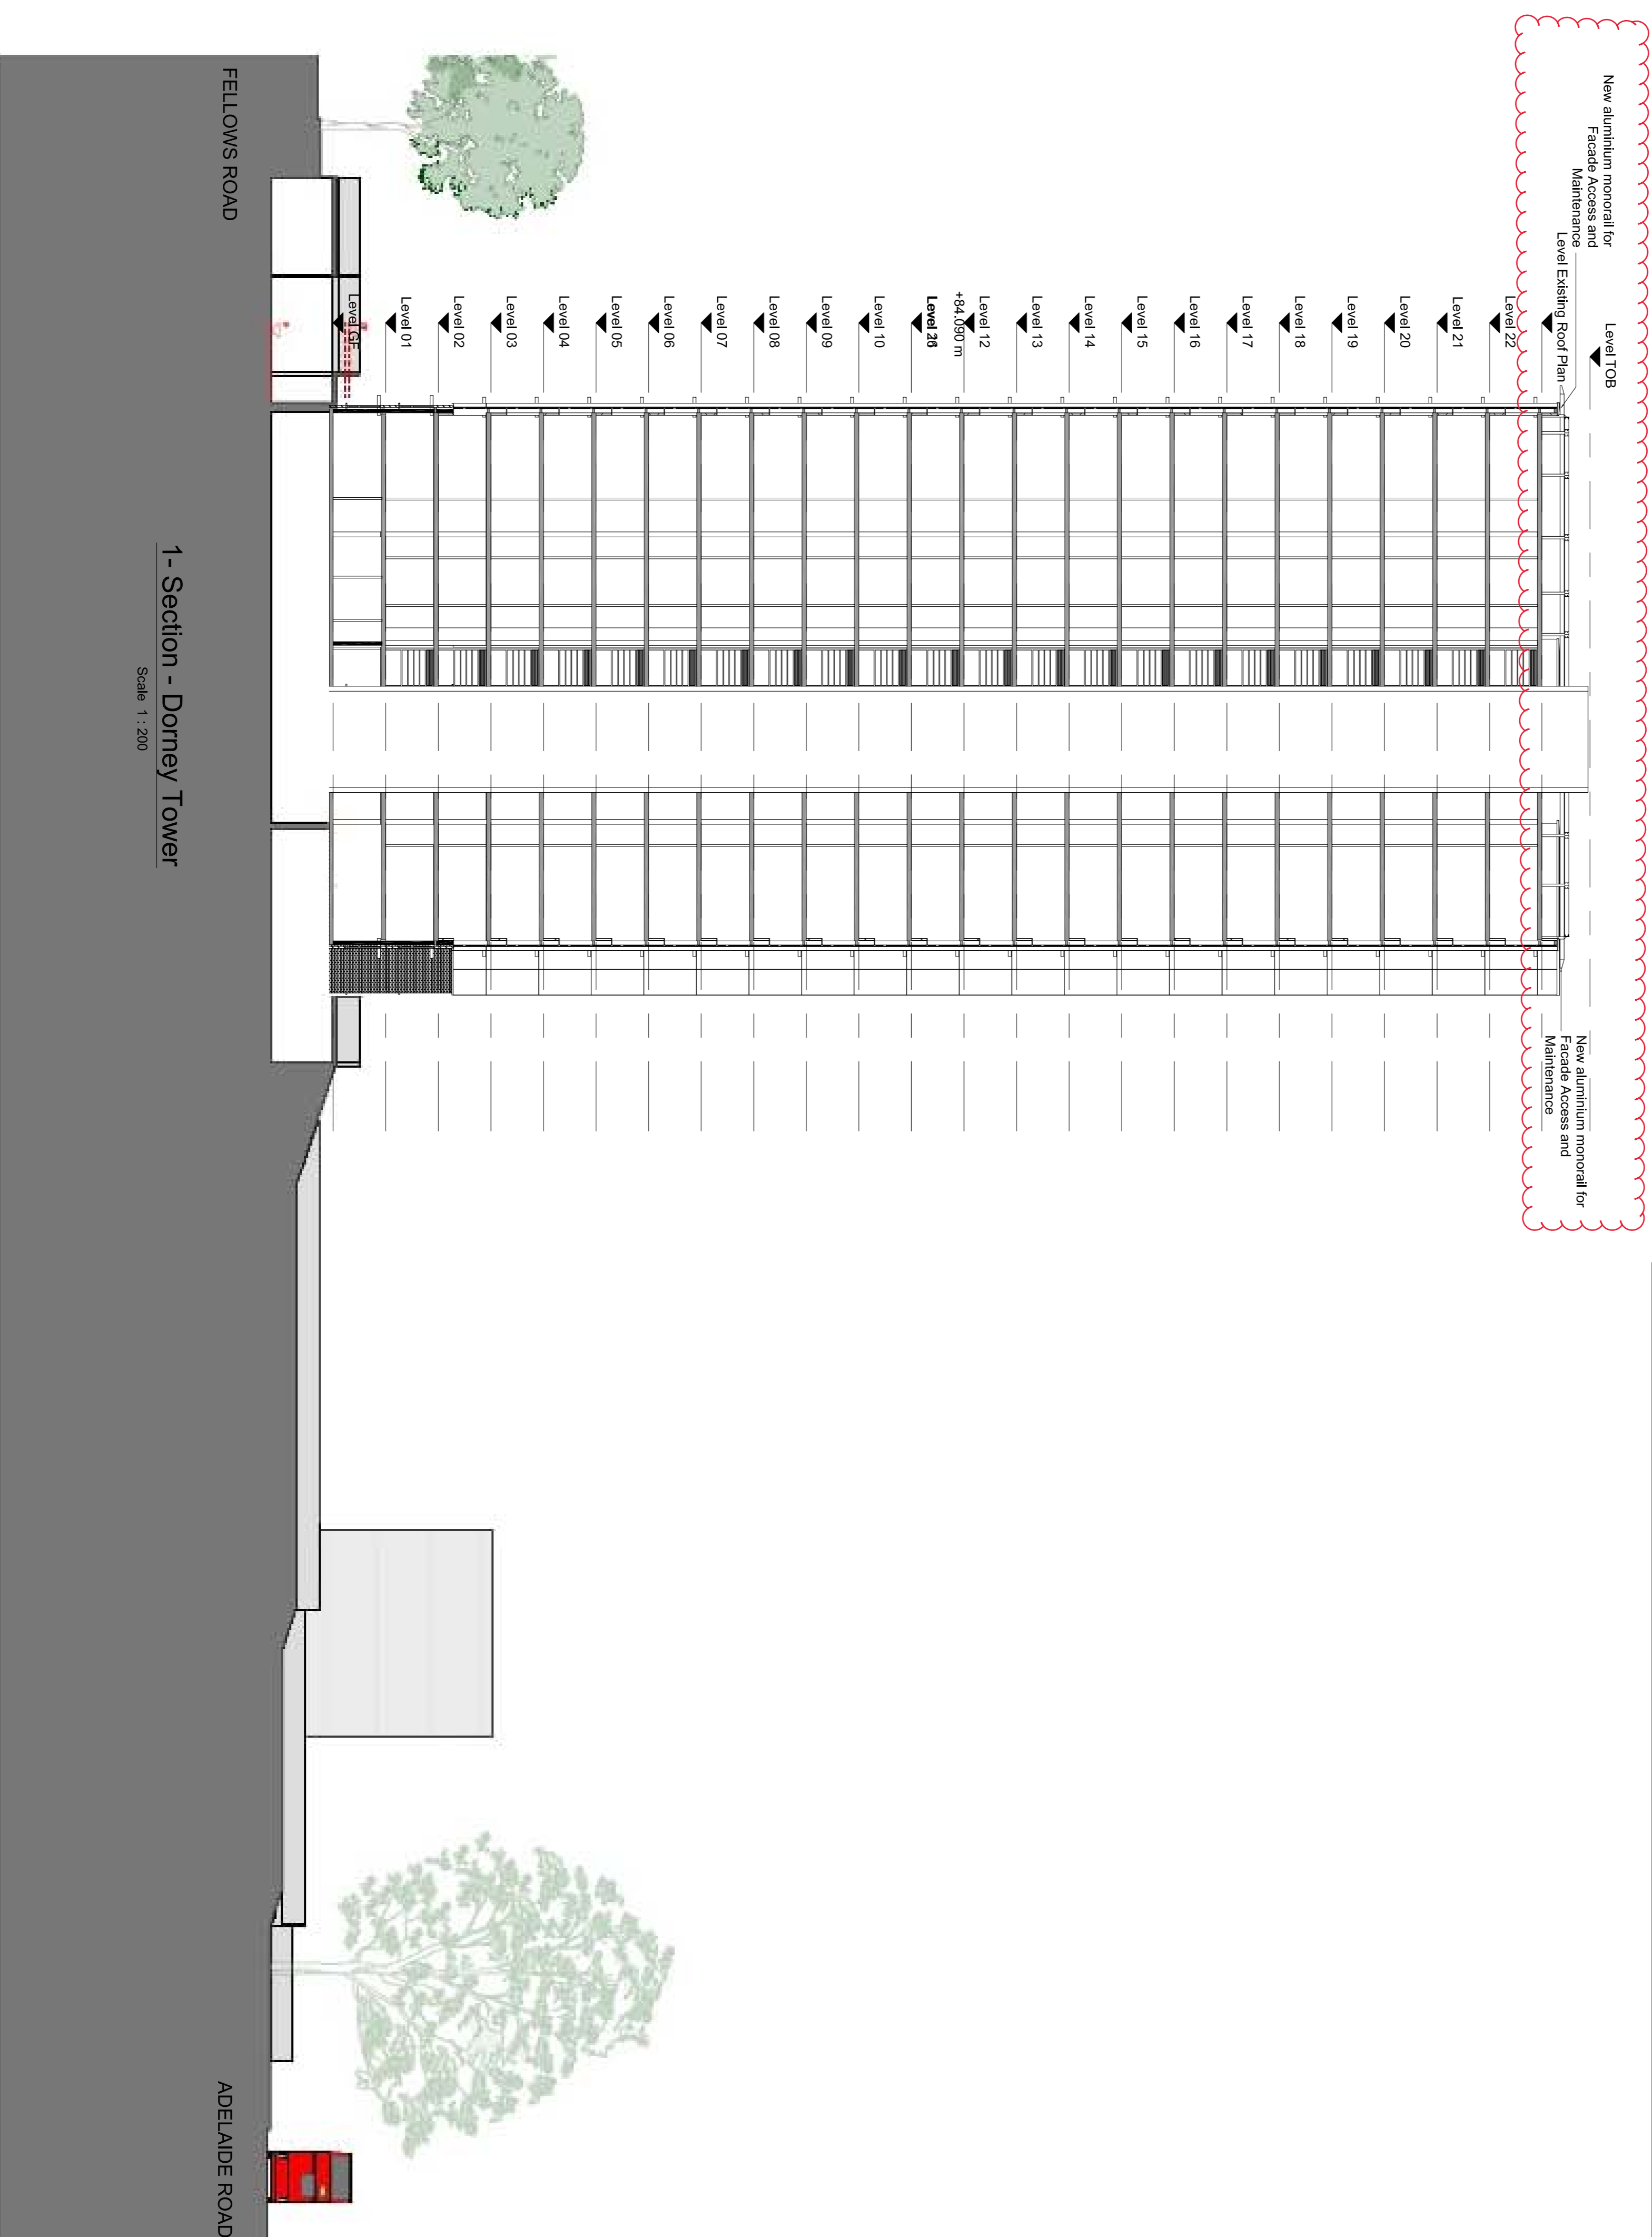 New aluminium monorail for
Facade Access and
Maintenance
Level TOB
Level Existing Roof Plan
New aluminium monorail for
Facade Access and
Maintenance
Level 22
Level 21
Level 20
Level 19
Level 18
Level 17
Level 16
Level 15
Level 14
Level 13
Level 12
+84.090 m
Level
Level 10
Level 09
Level 08
Level 07
Level 06
Level 05
Level 04
Level 03
Level 02
Level 01
Level GF
FELLOWS ROAD
ADELAIDE ROAD
1- Section - Dorney Tower
Scale 1 : 200